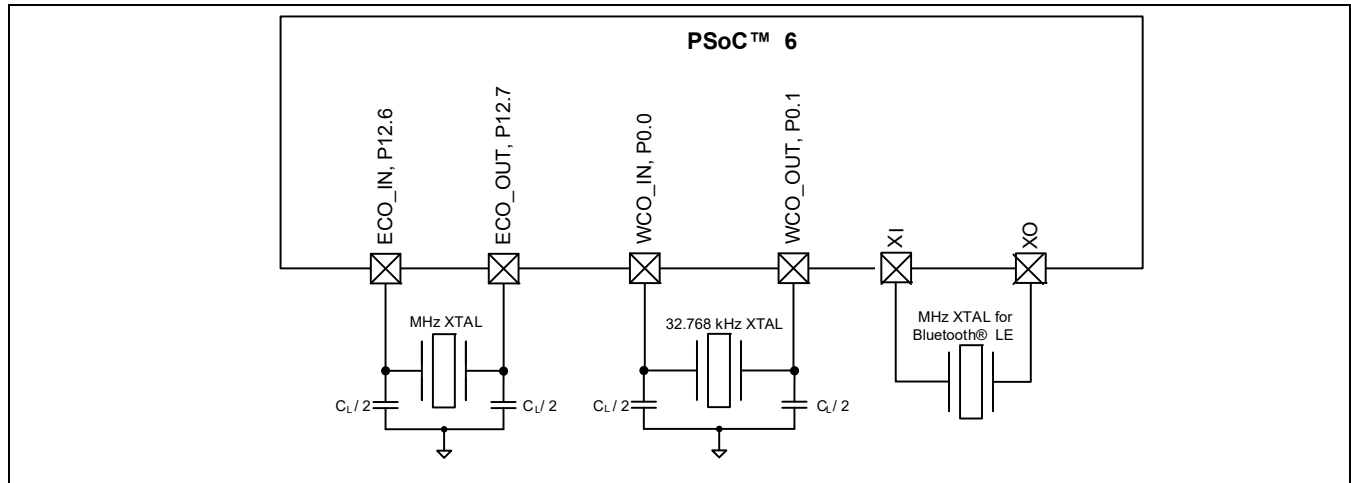 PSoC™ 6
ECO_IN, P12.6
ECO_OUT, P12.7
WCO_IN, P0.0
WCO_OUT, P0.1
XI
XO
MHz XTAL
32.768 kHz XTAL
MHz XTAL for
Bluetooth® LE
CL/ 2
CL/ 2
CL/ 2
CL/ 2